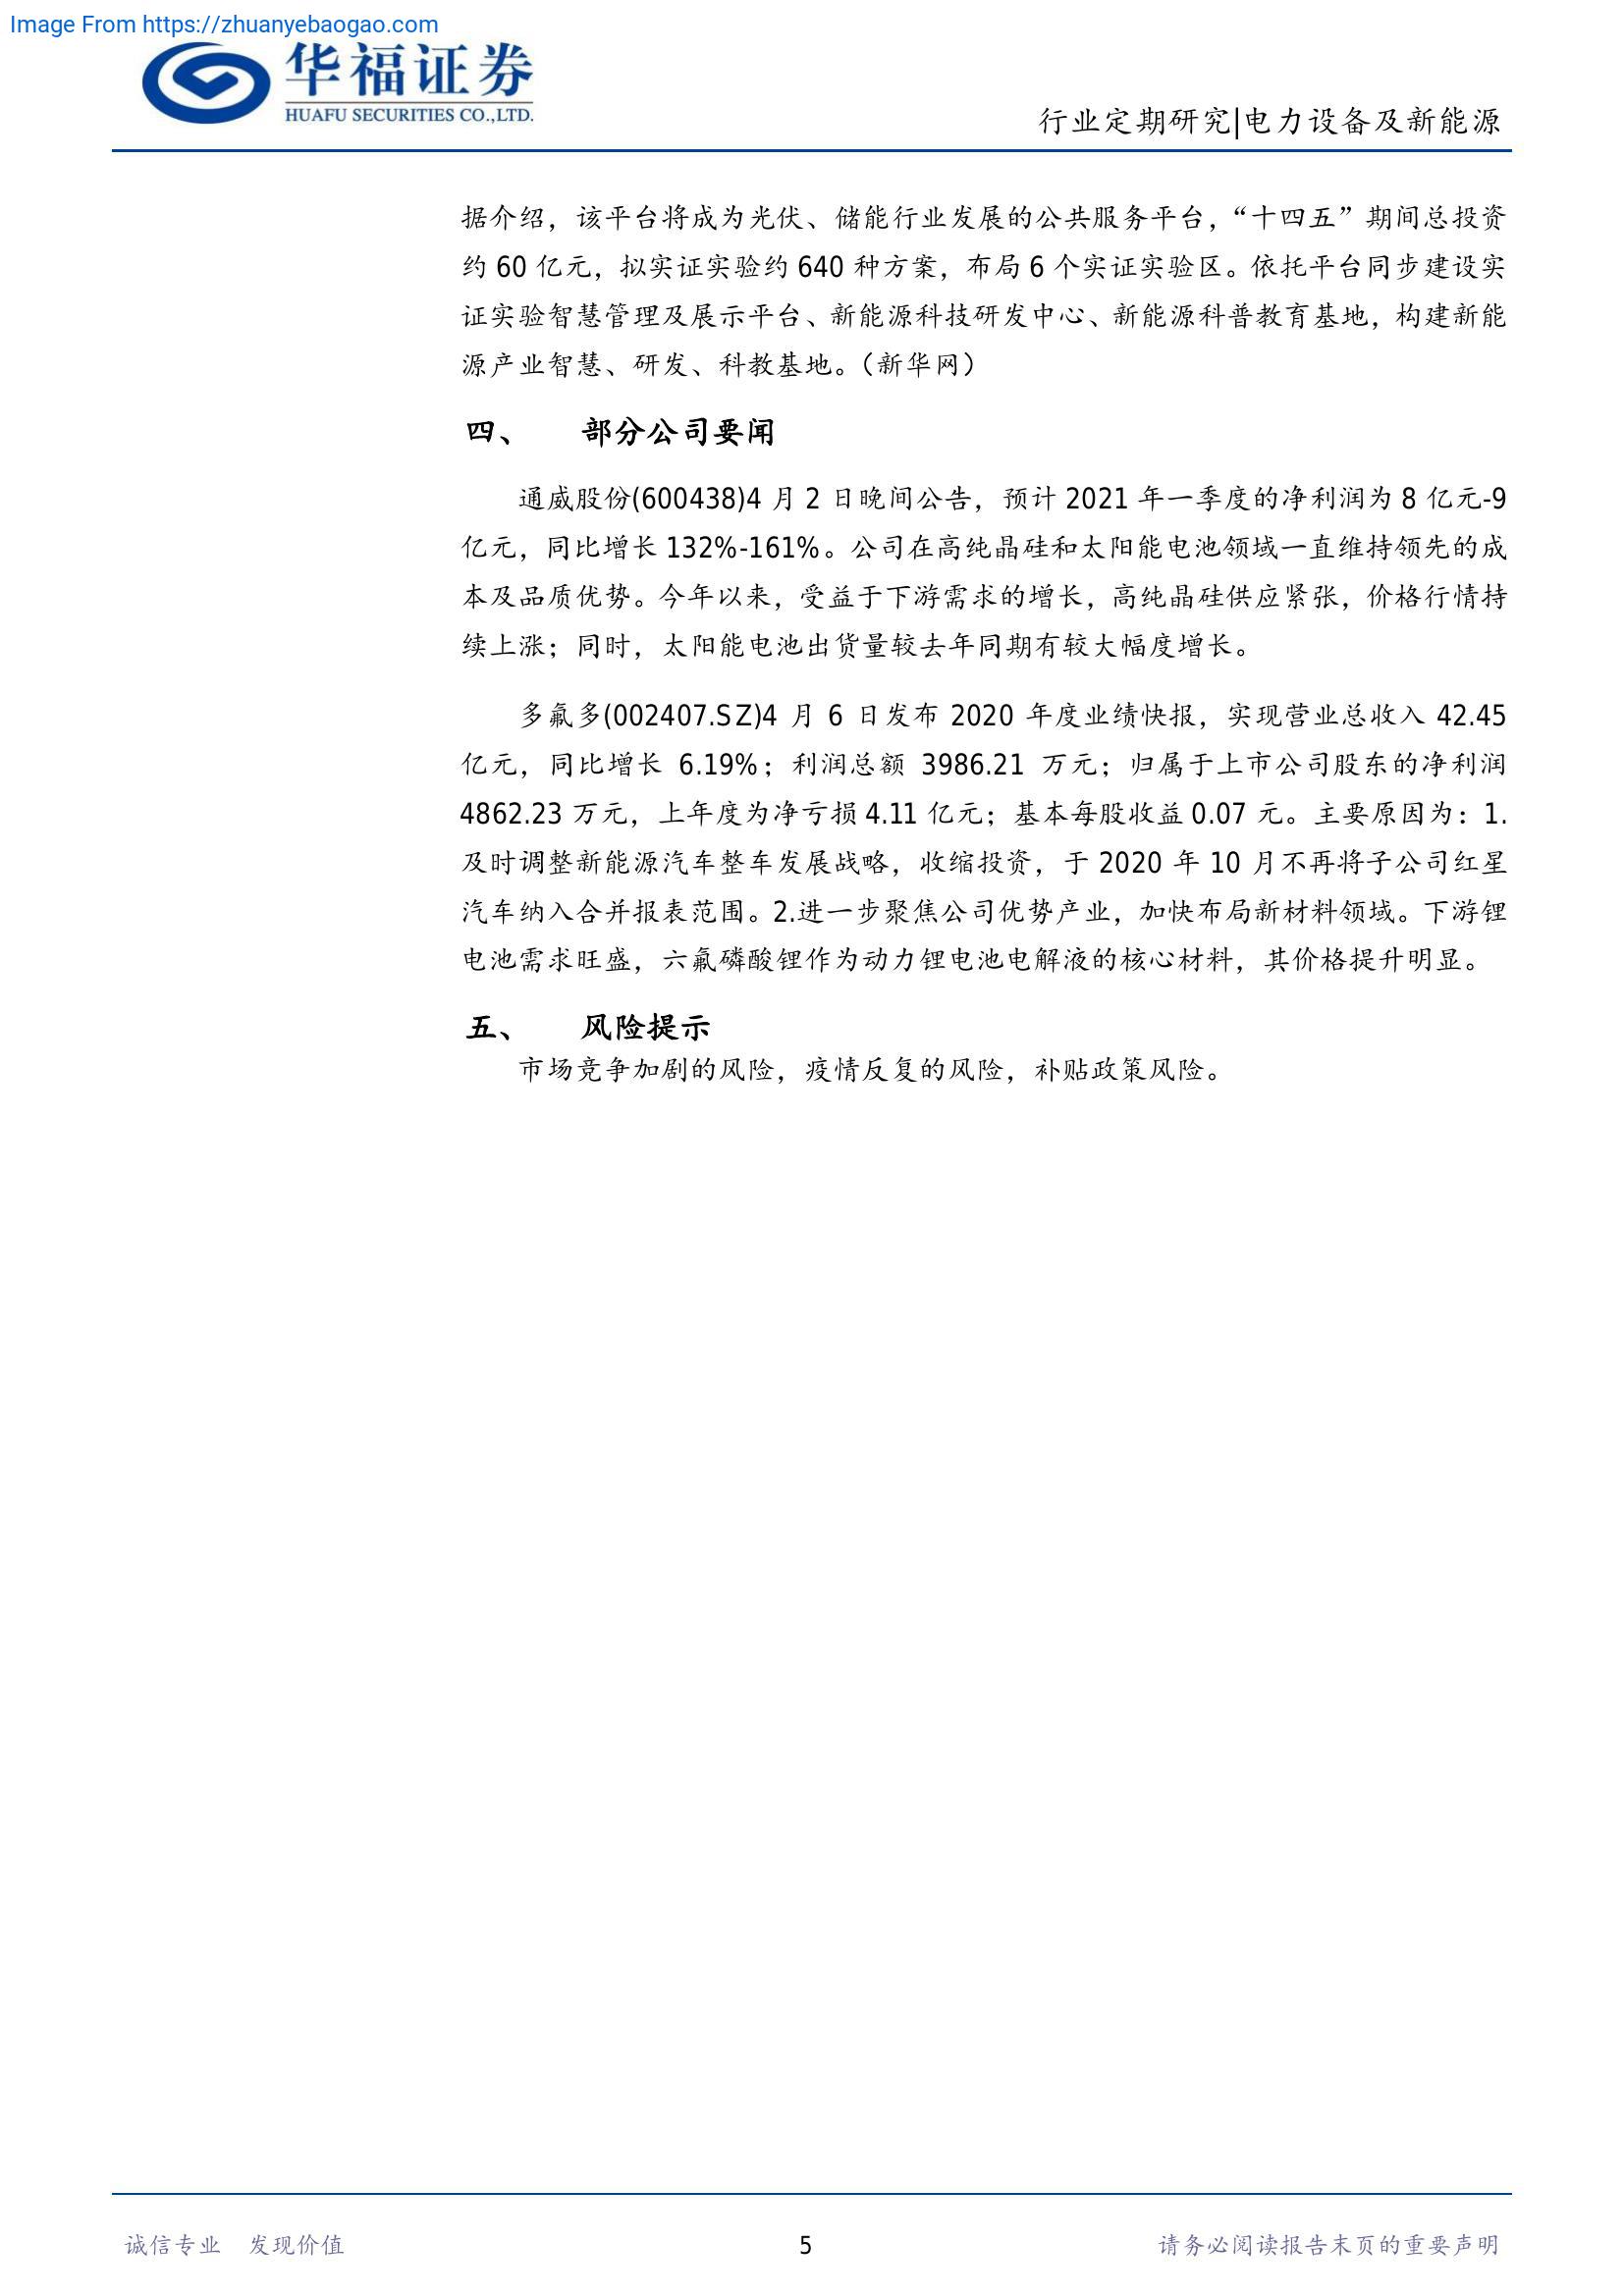 Image From https://zhuanyebaogao.com
华福证券
HUAFU SECURITIES CO.,LTD.
行业定期研究|电力设备及新能源
据介绍，该平台将成为光伏、储能行业发展的公共服务平台，“十四五”期间总投资
约 60 亿元，拟实证实验约 640 种方案，布局 6 个实证实验区。依托平台同步建设实
证实验智慧管理及展示平台、新能源科技研发中心、新能源科普教育基地，构建新能
源产业智慧、研发、科教基地。（新华网）
四、 部分公司要闻
通威股份(600438)4 月 2 日晚间公告，预计 2021 年一季度的净利润为 8 亿元-9
亿元，同比增长 132%-161%。公司在高纯晶硅和太阳能电池领域一直维持领先的成
本及品质优势。今年以来，受益于下游需求的增长，高纯晶硅供应紧张，价格行情持
续上涨；同时，太阳能电池出货量较去年同期有较大幅度增长。
多氟多(002407.SZ)4 月 6 日发布 2020 年度业绩快报，实现营业总收入 42.45
亿元，同比增长 6.19%；利润总额 3986.21 万元；归属于上市公司股东的净利润
4862.23 万元，上年度为净亏损 4.11 亿元；基本每股收益 0.07 元。主要原因为：1.
及时调整新能源汽车整车发展战略，收缩投资，于 2020 年 10 月不再将子公司红星
汽车纳入合并报表范围。2.进一步聚焦公司优势产业，加快布局新材料领域。下游锂
电池需求旺盛，六氟磷酸锂作为动力锂电池电解液的核心材料，其价格提升明显。
五、 风险提示
市场竞争加剧的风险，疫情反复的风险，补贴政策风险。
诚信专业 发现价值
5
请务必阅读报告末页的重要声明